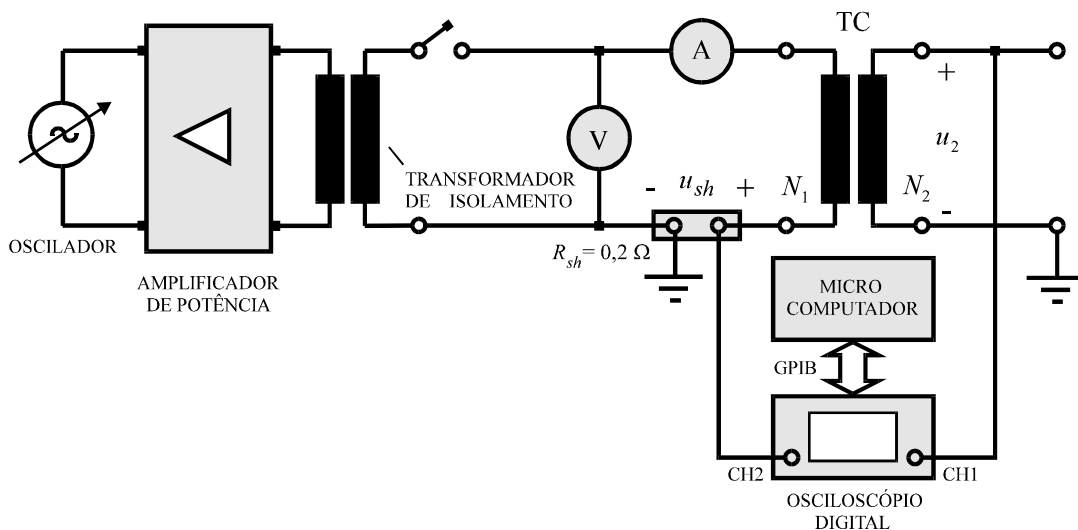 TC
A
V
+
u2
-
- ush +
N1
N2
TRANSFORMADOR
DE ISOLAMENTO
OSCILADOR
Rsh = 0,2 Ω
AMPLIFICADOR
DE POTÊNCIA
MICRO
COMPUTADOR
GPIB
CH2
CH1
OSCILOSCÓPIO
DIGITAL